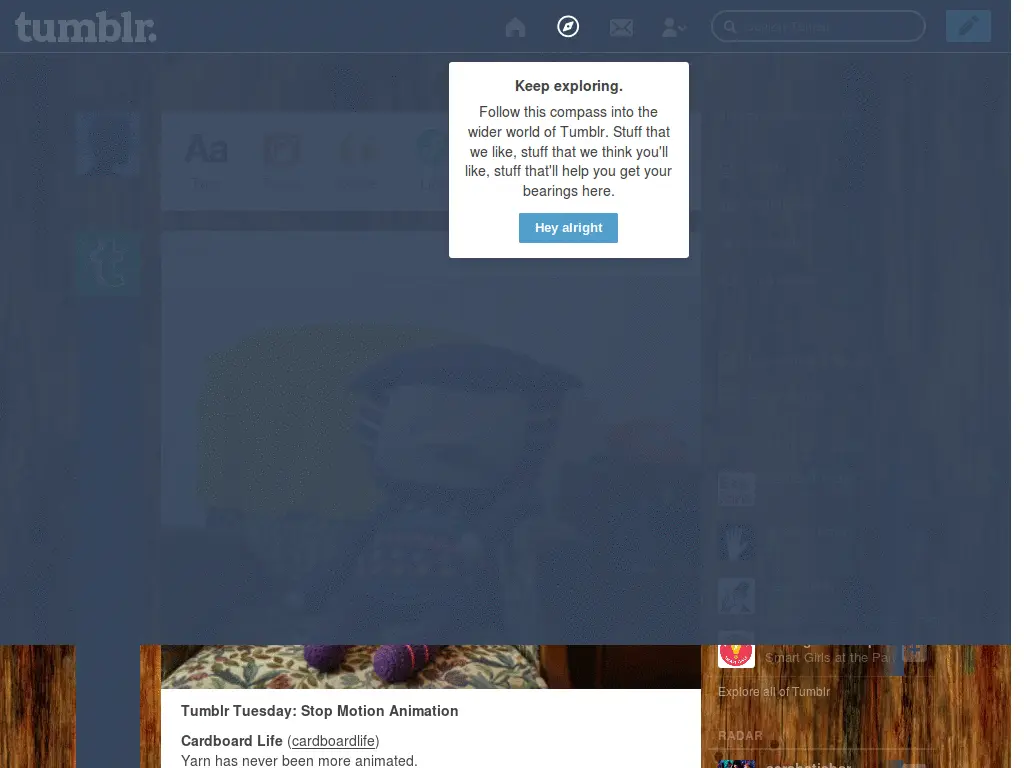 tumblr.
Keep exploring.
Follow this compass into the
wider world of Tumblr. Stuff that
we like, stuff that we think you'll
like, stuff that'll help you get your
bearings here.
Hey alright
Aa
Smart Girls at the Par
Explore all of Tumblr
RADAR
Tumblr Tuesday: Stop Motion Animation
Cardboard Life (cardboardlife)
Yarn has never been more animated.